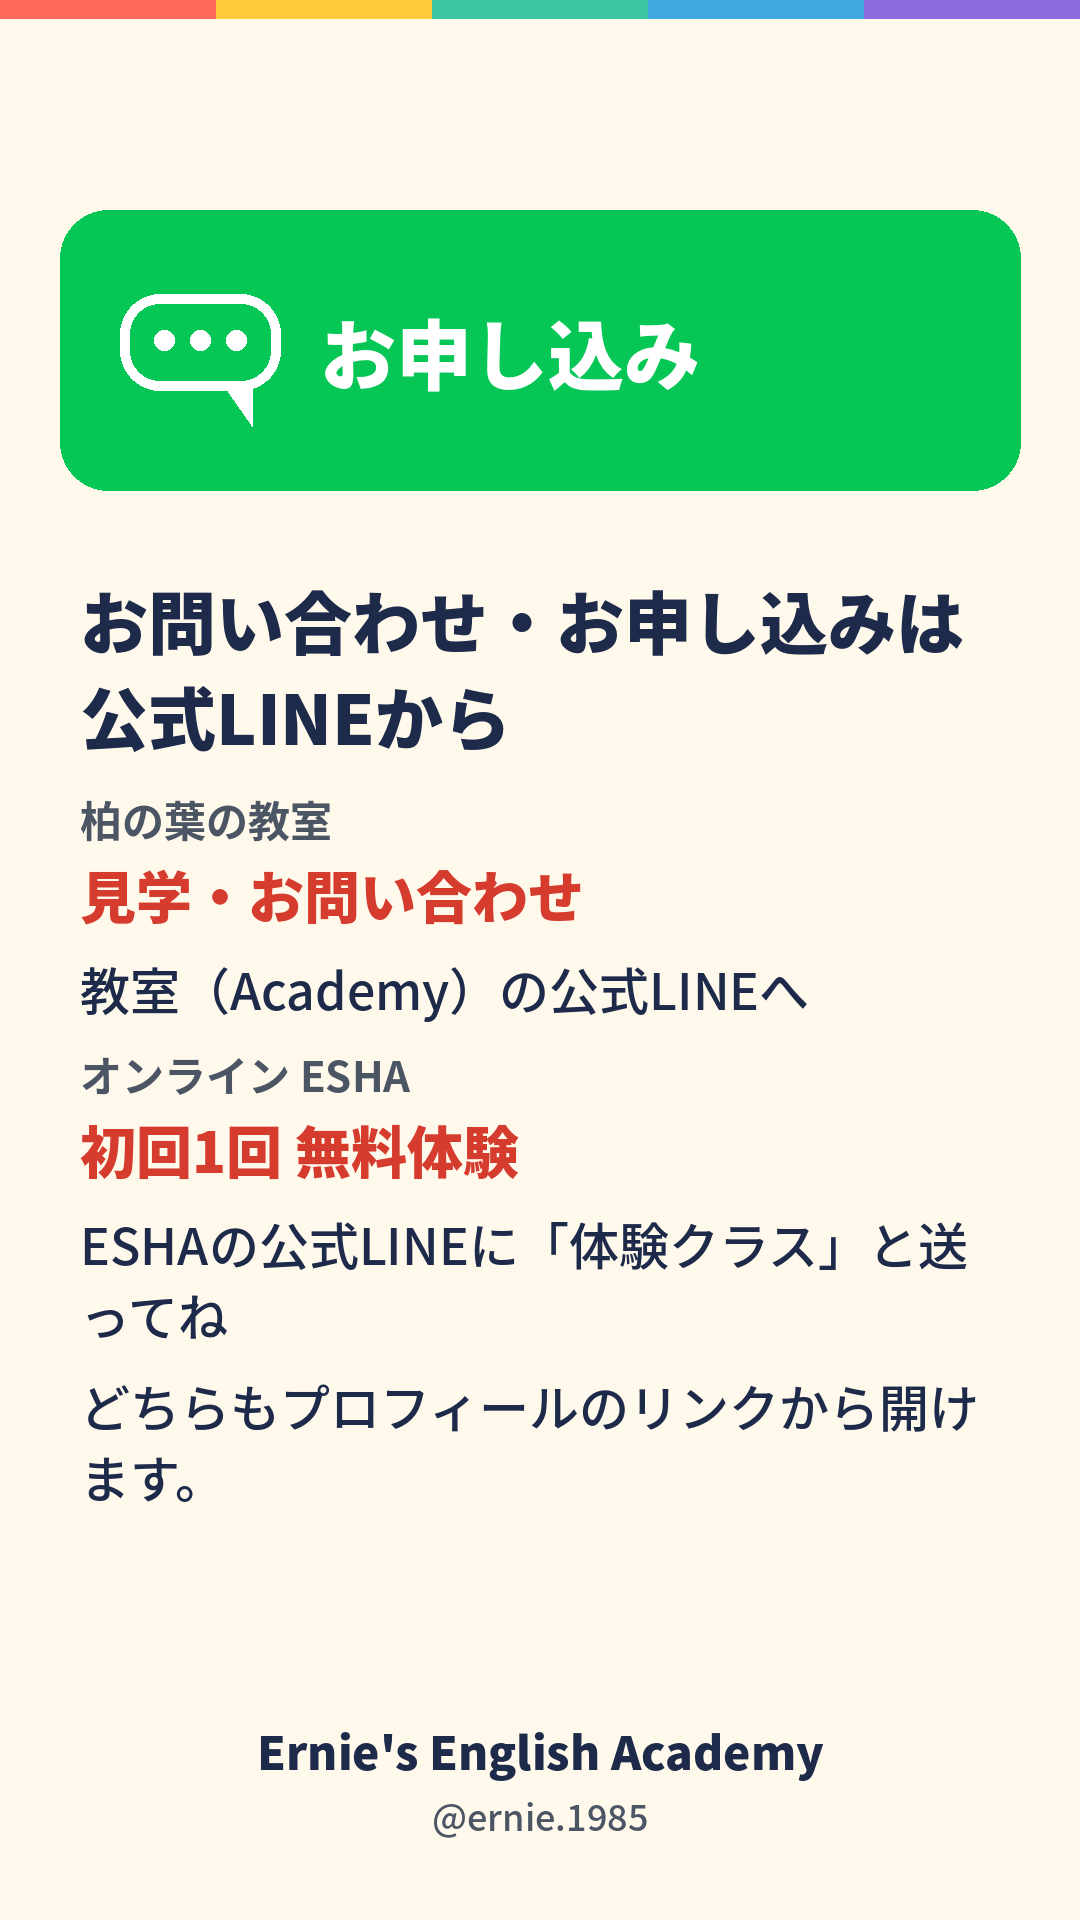 お申し込み
お問い合わせ・お申し込みは
公式LINEから
柏の葉の教室
見学・お問い合わせ
教室（Academy）の公式LINEへ
オンライン ESHA
初回1回 無料体験
ESHAの公式LINEに「体験クラス」と送
ってね
どちらもプロフィールのリンクから開け
ます。
Ernie's English Academy
@ernie.1985